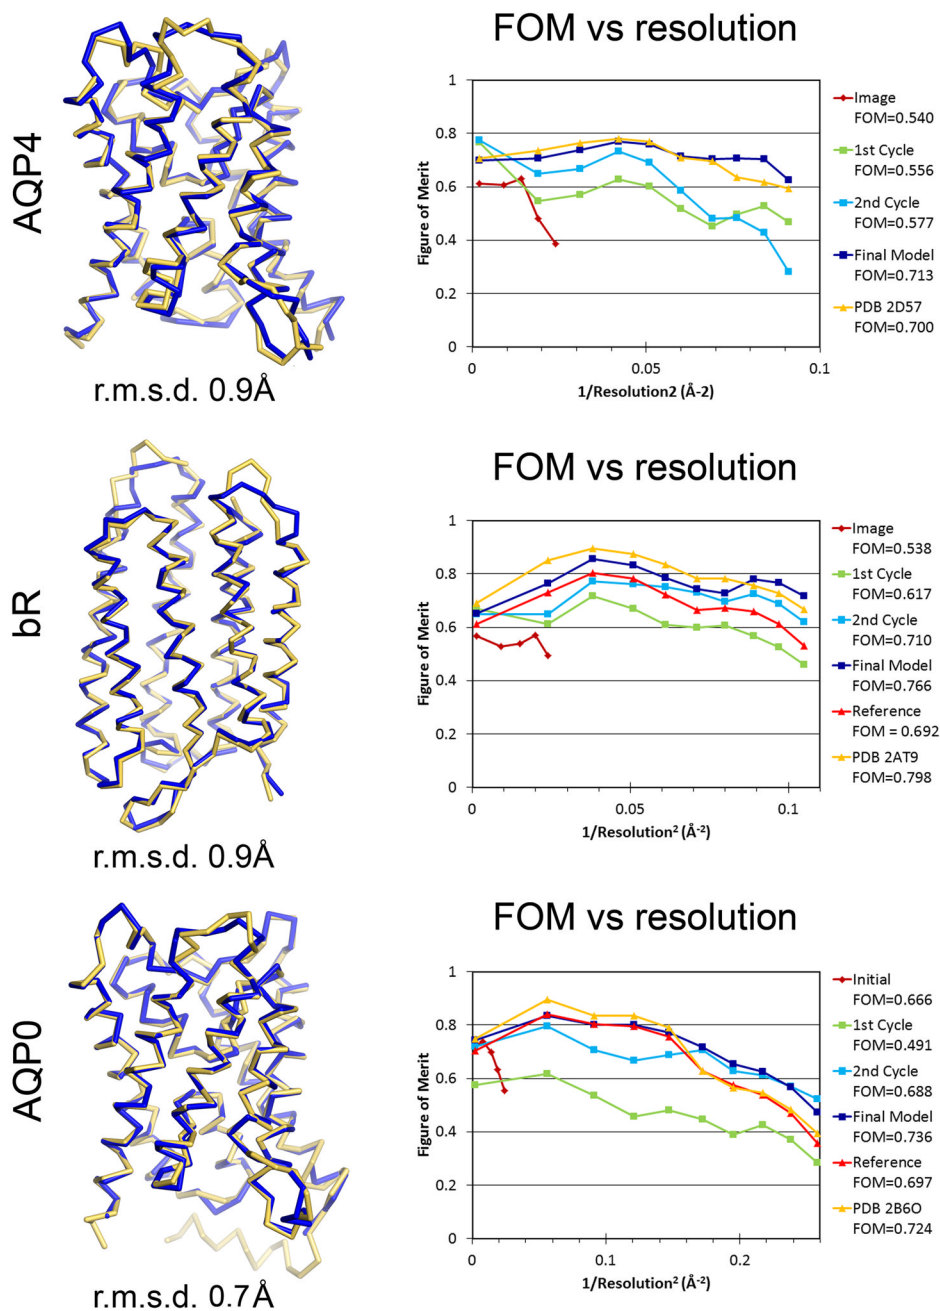 AQP4
r.m.s.d. 0.9Å
FOM vs resolution
Figure of Merit
1
0.8
0.6
0.4
0.2
0
0
0.05
0.1
1/Resolution2 (Å-2)
Image
FOM=0.540
1st Cycle
FOM=0.556
2nd Cycle
FOM=0.577
Final Model
FOM=0.713
PDB 2D57
FOM=0.700
bR
r.m.s.d. 0.9Å
FOM vs resolution
Figure of Merit
1
0.8
0.6
0.4
0.2
0
0
0.05
0.1
1/Resolution² (Å⁻²)
Image
FOM=0.538
1st Cycle
FOM=0.617
2nd Cycle
FOM=0.710
Final Model
FOM=0.766
Reference
FOM = 0.692
PDB 2AT9
FOM=0.798
AQP0
r.m.s.d. 0.7Å
FOM vs resolution
Figure of Merit
1
0.8
0.6
0.4
0.2
0
0
0.1
0.2
1/Resolution² (Å⁻²)
Initial
FOM=0.666
1st Cycle
FOM=0.491
2nd Cycle
FOM=0.688
Final Model
FOM=0.736
Reference
FOM=0.697
PDB 2B6O
FOM=0.724